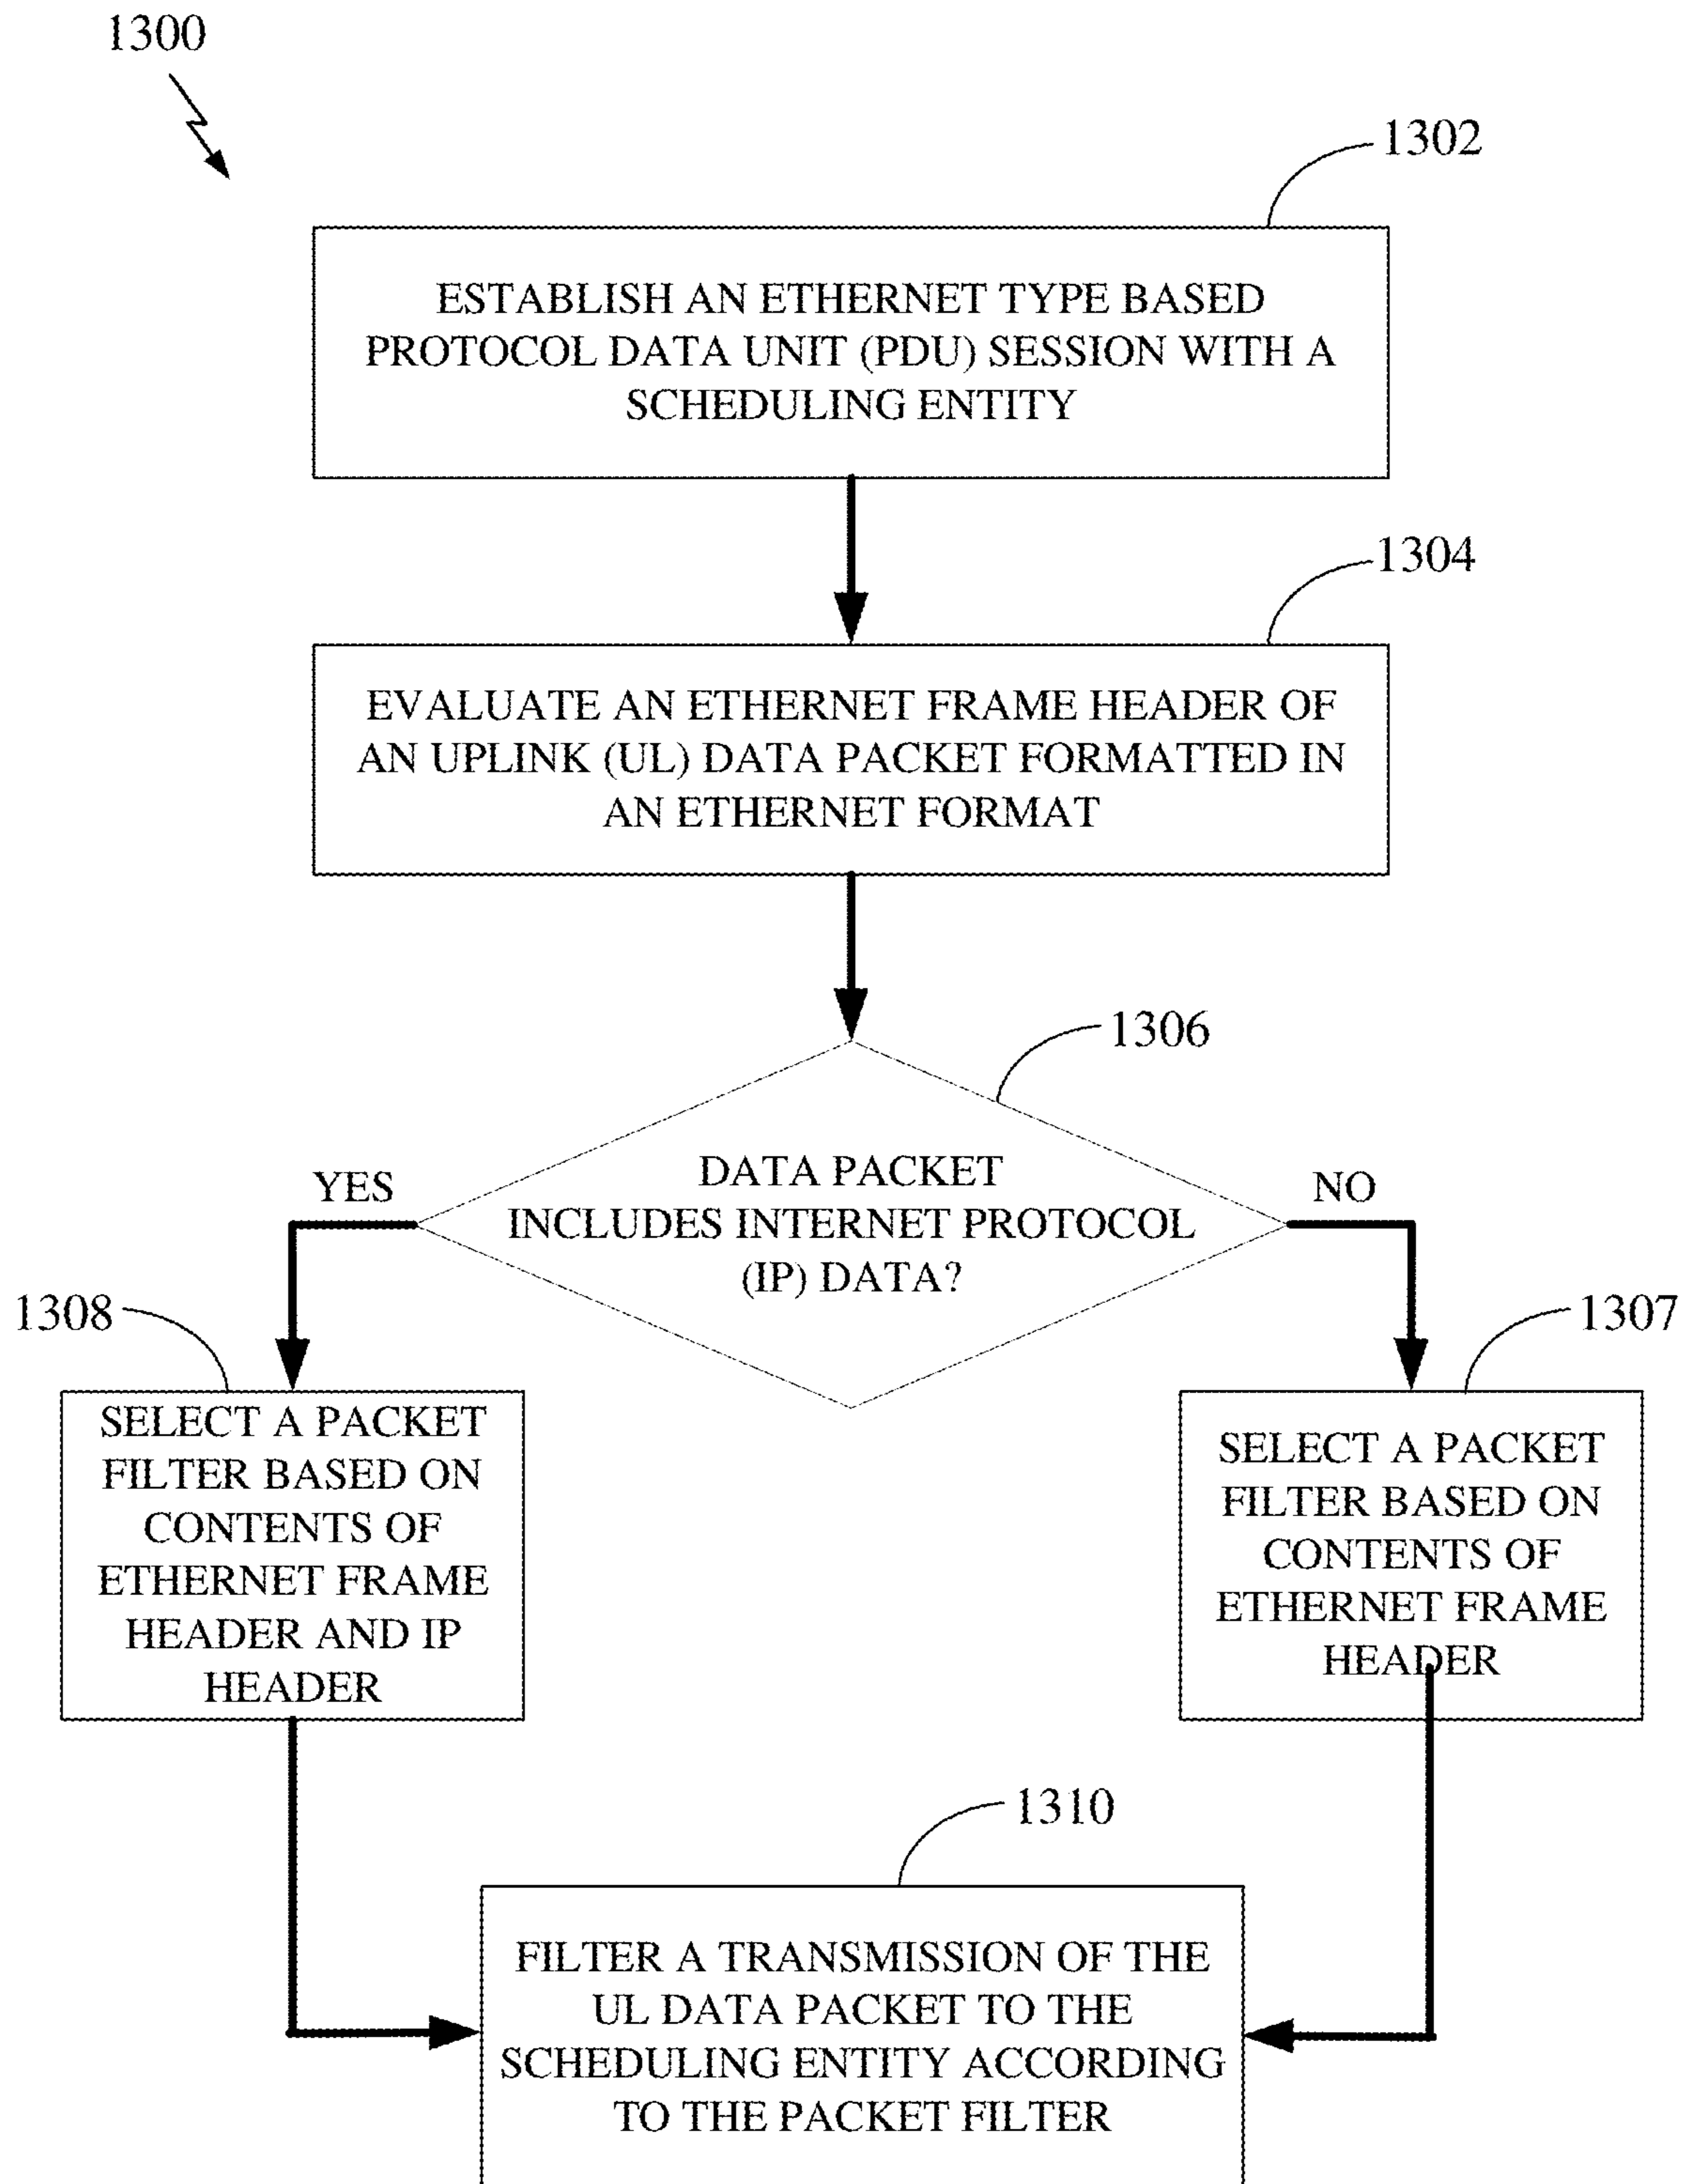 1300
1302
ESTABLISH AN ETHERNET TYPE BASED
PROTOCOL DATA UNIT (PDU) SESSION WITH A
SCHEDULING ENTITY
1304
EVALUATE AN ETHERNET FRAME HEADER OF
AN UPLINK (UL) DATA PACKET FORMATTED IN
AN ETHERNET FORMAT
1306
DATA PACKET
INCLUDES INTERNET PROTOCOL
(IP) DATA?
YES
NO
1308
SELECT A PACKET
FILTER BASED ON
CONTENTS OF
ETHERNET FRAME
HEADER AND IP
HEADER
1307
SELECT A PACKET
FILTER BASED ON
CONTENTS OF
ETHERNET FRAME
HEADER
1310
FILTER A TRANSMISSION OF THE
UL DATA PACKET TO THE
SCHEDULING ENTITY ACCORDING
TO THE PACKET FILTER